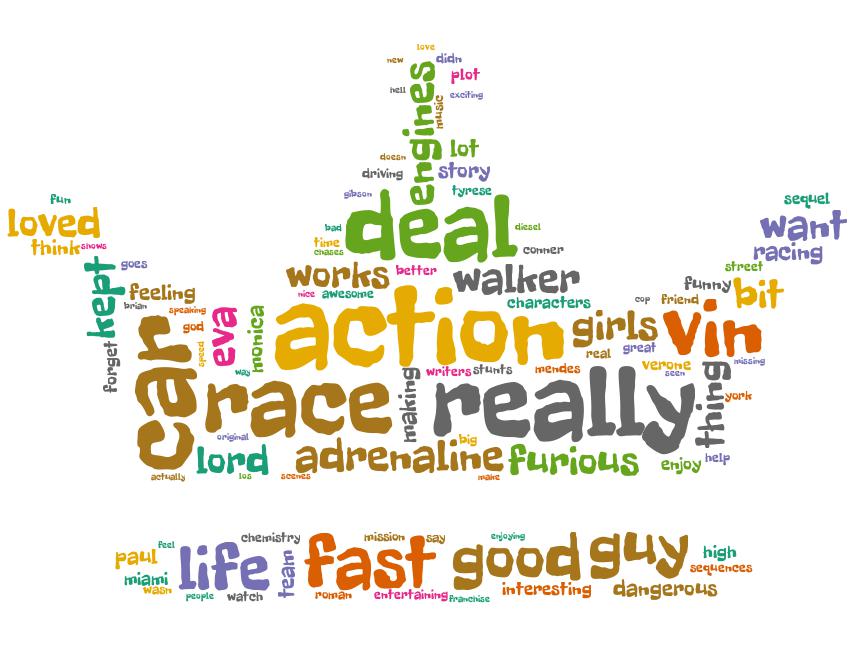 love
new didn
plot
hell exciting
engines
music
doesn lot
driving story
gibson tyrese
fun sequel
loved deal want
think shows bad diesel racing
time
chases conner
kept goes works better walker street
feeling nice awesome characters funny bit
brian speaking cop friend
god eva monica action girls vin
speed way real great
forget writers stunts mendes verone missing
seen
car race making really thing york
original big
lord adrenaline furious enjoy help
actually los scenes make
feel chemistry mission say enjoying
paul life team fast good guy high
miami sequences
wasn people watch roman entertaining franchise interesting dangerous